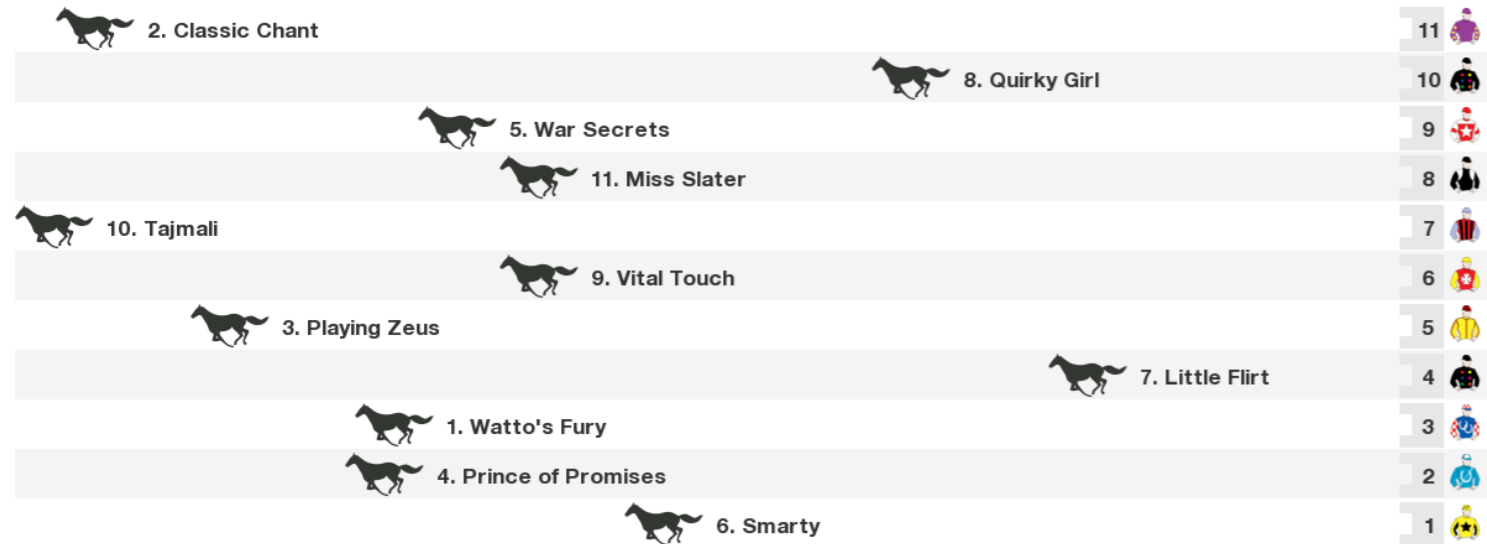 2. Classic Chant 11
8. Quirky Girl 10
5. War Secrets 9
11. Miss Slater 8
10. Tajmali 7
9. Vital Touch 6
3. Playing Zeus 5
7. Little Flirt 4
1. Watto's Fury 3
4. Prince of Promises 2
6. Smarty 1